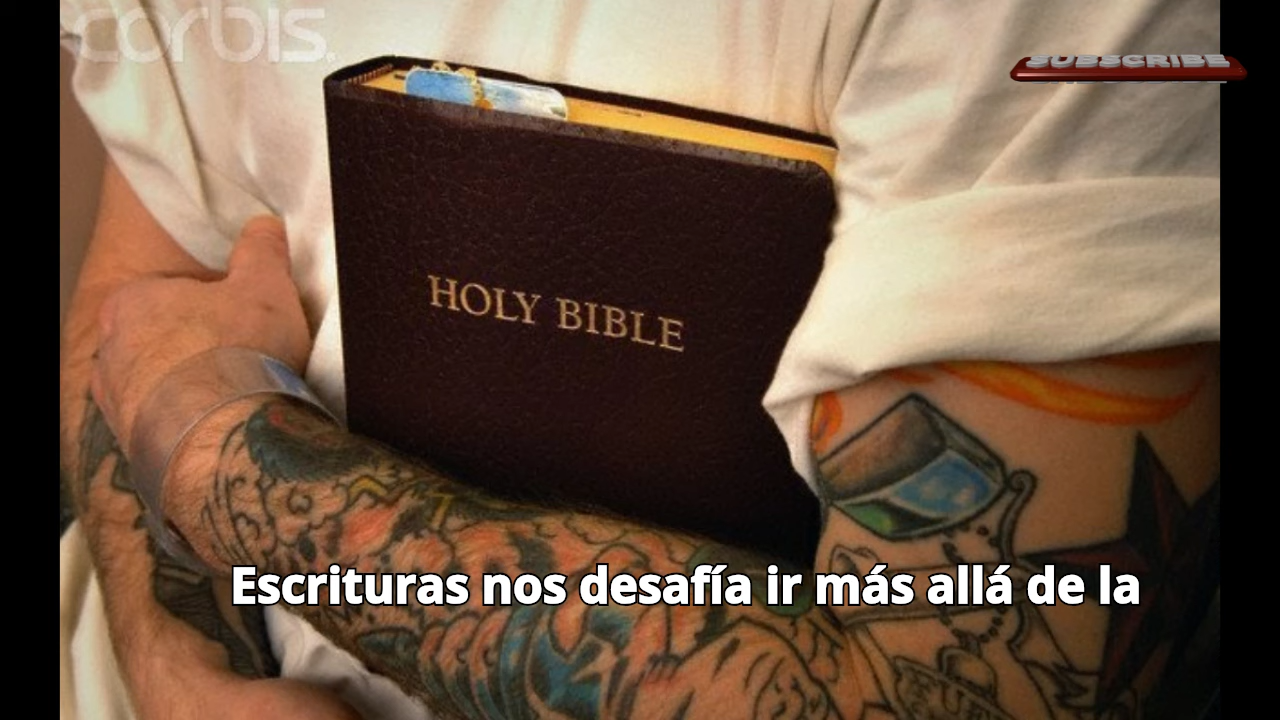 corbis.
SUBSCRIBE
HOLY BIBLE
Escrituras nos desafía ir más allá de la